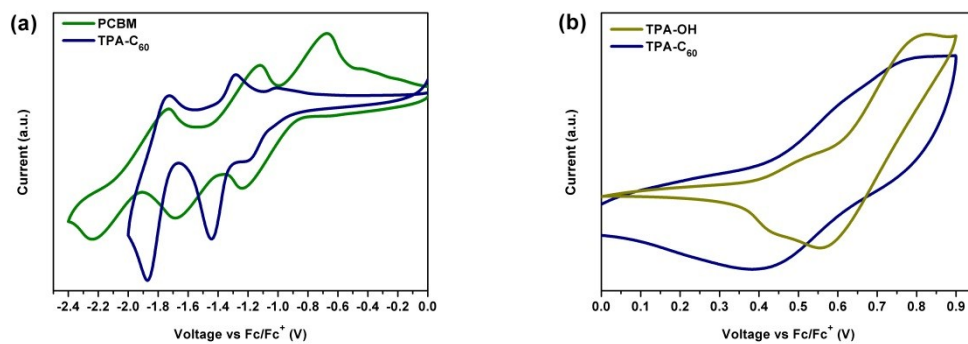 (a)
PCBM
TPA-C₆₀
Current (a.u.)
-2.4 -2.2 -2.0 -1.8 -1.6 -1.4 -1.2 -1.0 -0.8 -0.6 -0.4 -0.2 0.0
Voltage vs Fc/Fc⁺ (V)
(b)
TPA-OH
TPA-C₆₀
Current (a.u.)
0.0 0.1 0.2 0.3 0.4 0.5 0.6 0.7 0.8 0.9
Voltage vs Fc/Fc⁺ (V)